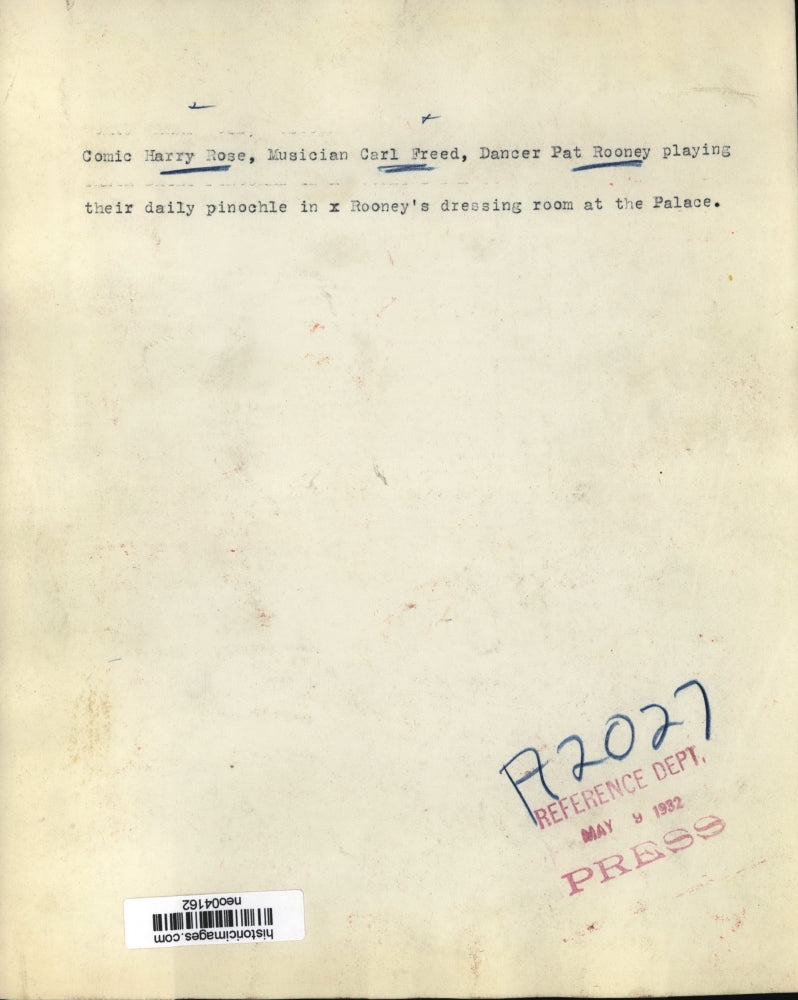 Comic Harry Rose, Musician Carl Freed, Dancer Pat Rooney playing
their daily pinochle in x Rooney's dressing room at the Palace.
A2027
REFERENCE DEPT.
MAY 9 1932
PRESS
historicimages.com
neo04162